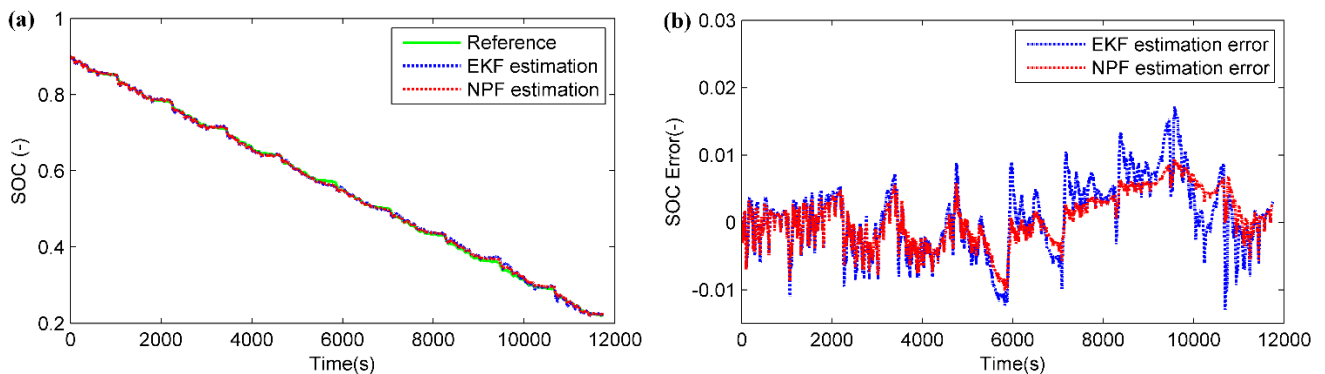 (a)
1
0.8
0.6
0.4
0.2
SOC (-)
Reference
EKF estimation
NPF estimation
0 2000 4000 6000 8000 10000 12000
Time(s)
(b)
0.03
0.02
0.01
0
-0.01
SOC Error(-)
EKF estimation error
NPF estimation error
0 2000 4000 6000 8000 10000 12000
Time(s)